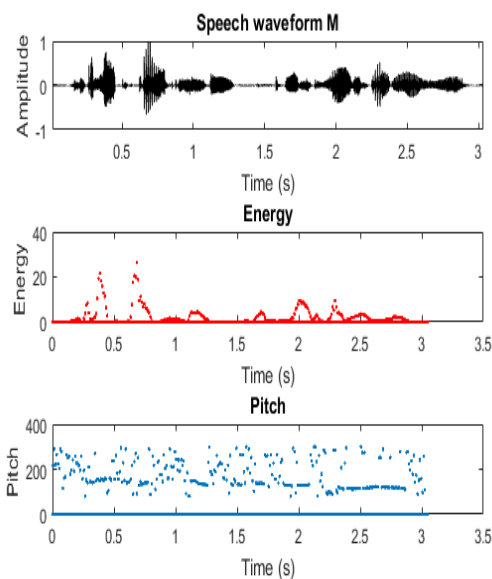 Speech waveform M
Amplitude
1
0
-1
0.5 1 1.5 2 2.5 3
Time (s)
Energy
Energy
40
20
0
0 0.5 1 1.5 2 2.5 3 3.5
Time (s)
Pitch
Pitch
400
200
0
0 0.5 1 1.5 2 2.5 3 3.5
Time (s)